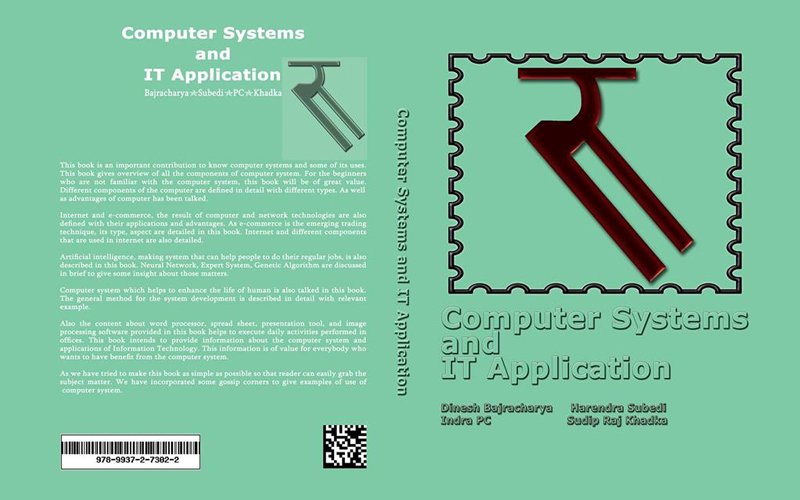 Computer Systems
and
IT Application
Bajracharya★Subedi★PC★Khadka
This book is an important contribution to know computer systems and some of its uses.
This book gives overview of all the components of computer system. For the beginners
who are not familiar with the computer system, this book will be of great value.
Different components of the computer are defined in detail with different types. As well
as advantages of computer has been talked.
Internet and e-commerce, the result of computer and network technologies are also
defined with their applications and advantages. As e-commerce is the emerging trading
technique, its type, aspect are detailed in this book. Internet and different components
that are used in internet are also detailed.
Artificial intelligence, making system that can help people to do their regular jobs, is also
described in this book. Neural Network, Expert System, Genetic Algorithm are discussed
in brief to give some insight about those matters.
Computer system which helps to enhance the life of human is also talked in this book.
The general method for the system development is described in detail with relevant
example.
Also the content about word processor, spread sheet, presentation tool, and image
processing software provided in this book helps to execute daily activities performed in
offices. This book intends to provide information about the computer system and
applications of Information Technology. This information is of value for everybody who
wants to have benefit from the computer system.
As we have tried to make this book as simple as possible so that reader can easily grab the
subject matter. We have incorporated some gossip corners to give examples of use of
computer system.
978-9937-2-7302-2
Computer Systems and IT Application
Computer Systems
and
IT Application
Dinesh Bajracharya Harendra Subedi
Indra PC Sudip Raj Khadka